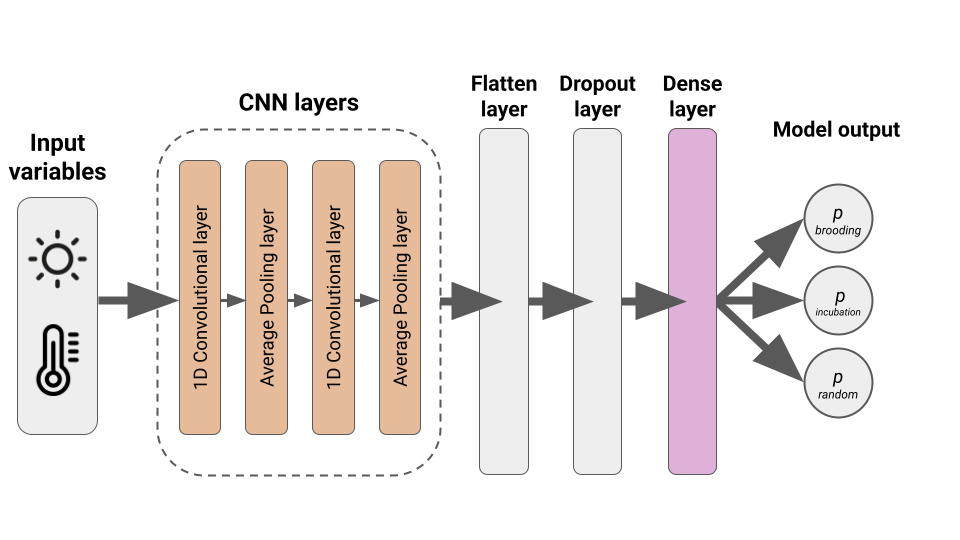 Input
variables
CNN layers
1D Convolutional layer
Average Pooling layer
1D Convolutional layer
Average Pooling layer
Flatten
layer
Dropout
layer
Dense
layer
Model output
p
brooding
p
incubation
p
random